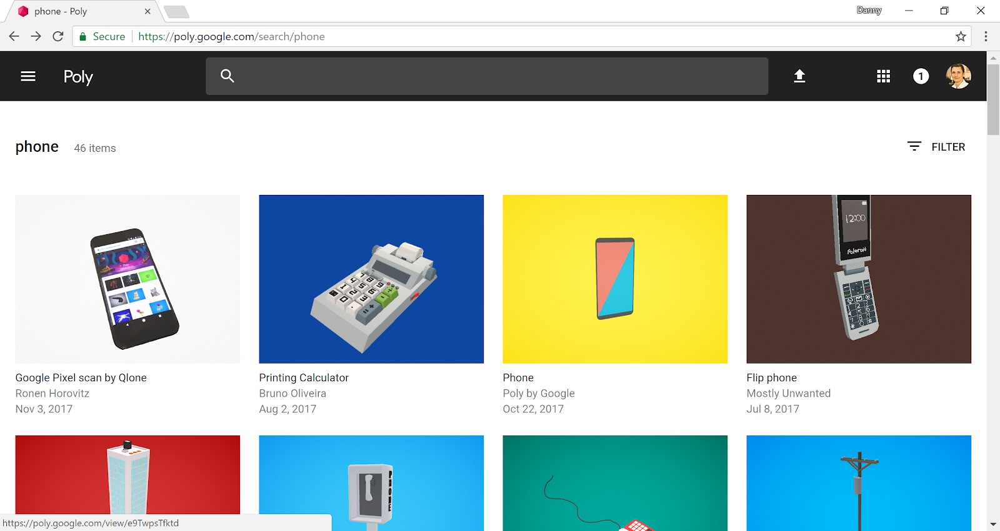 phone - Poly
Danny
Secure
https://poly.google.com/search/phone
Poly
1
phone 46 items
FILTER
Poly
12:00
Poleroid
PHONE
Google Pixel scan by Qlone
Ronen Horovitz
Nov 3, 2017
Printing Calculator
Bruno Oliveira
Aug 2, 2017
Phone
Poly by Google
Oct 22, 2017
Flip phone
Mostly Unwanted
Jul 8, 2017
https://poly.google.com/view/e9TwpsTfktd